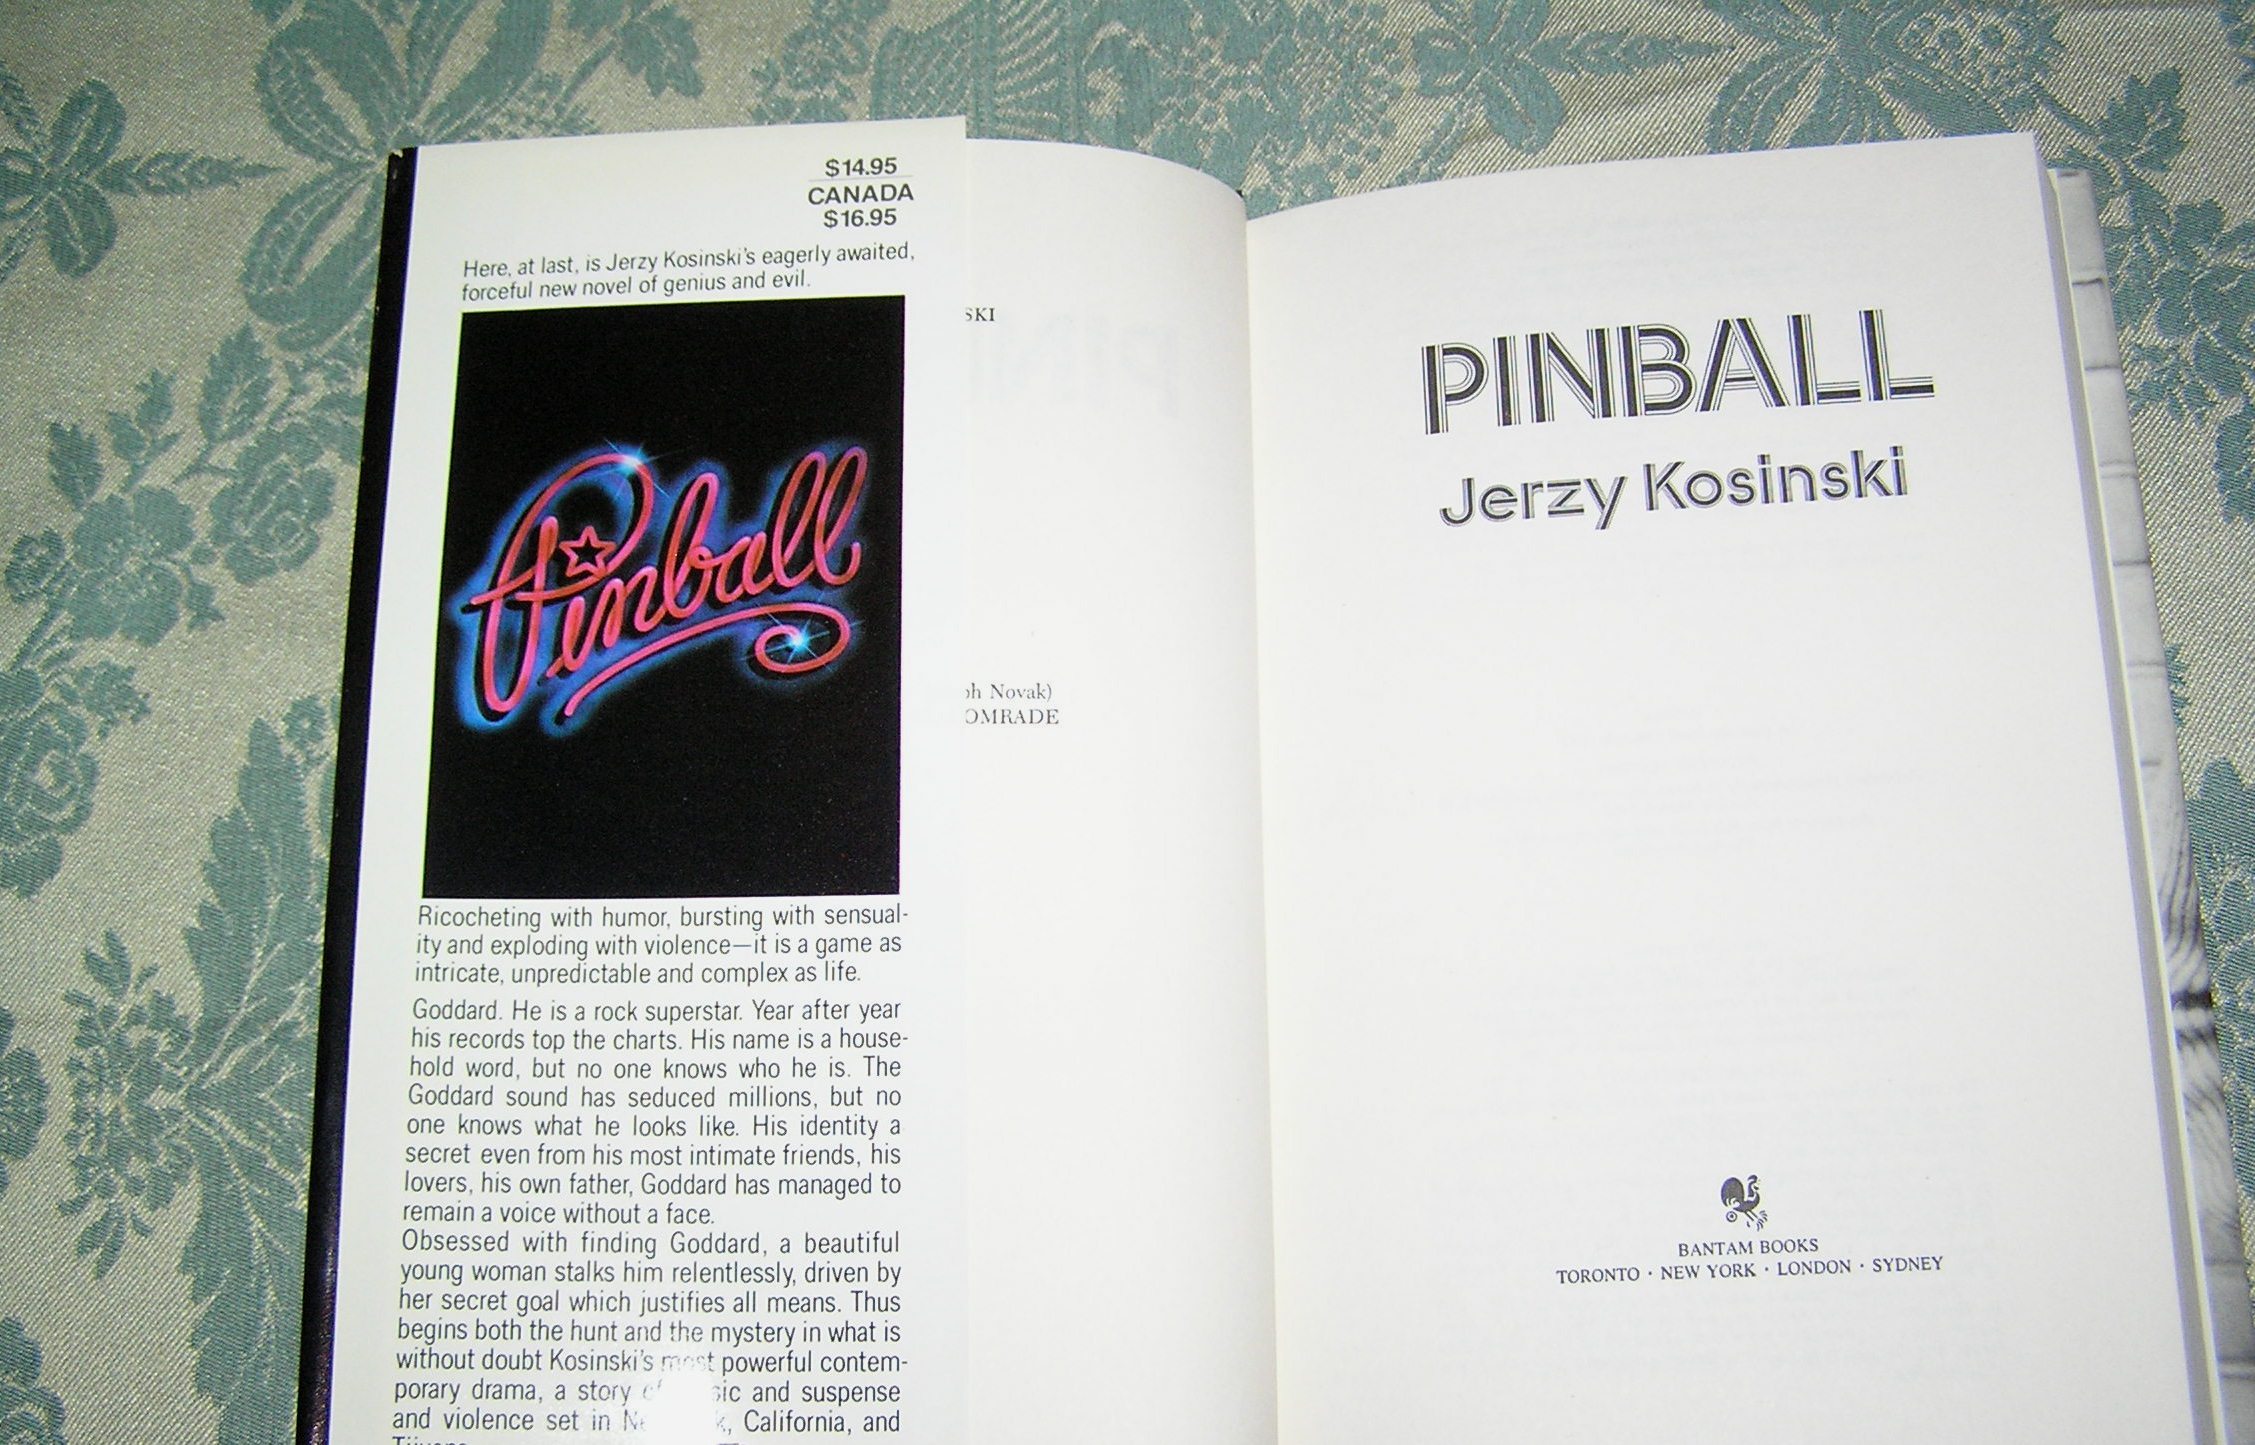 $14.95
CANADA
$16.95
Here, at last, is Jerzy Kosinski's eagerly awaited,
forceful new novel of genius and evil.
Pinball
Ricocheting with humor, bursting with sensual-
ity and exploding with violence—it is a game as
intricate, unpredictable and complex as life.
Goddard. He is a rock superstar. Year after year
his records top the charts. His name is a house-
hold word, but no one knows who he is. The
Goddard sound has seduced millions, but no
one knows what he looks like. His identity a
secret even from his most intimate friends, his
lovers, his own father, Goddard has managed to
remain a voice without a face.
Obsessed with finding Goddard, a beautiful
young woman stalks him relentlessly, driven by
her secret goal which justifies all means. Thus
begins both the hunt and the mystery in what is
without doubt Kosinski's most powerful contem-
porary drama, a story and suspense
and violence set in California, and
SKI
ph Novak)
OMRADE
PINBALL
Jerzy Kosinski
BANTAM BOOKS
TORONTO · NEW YORK · LONDON · SYDNEY